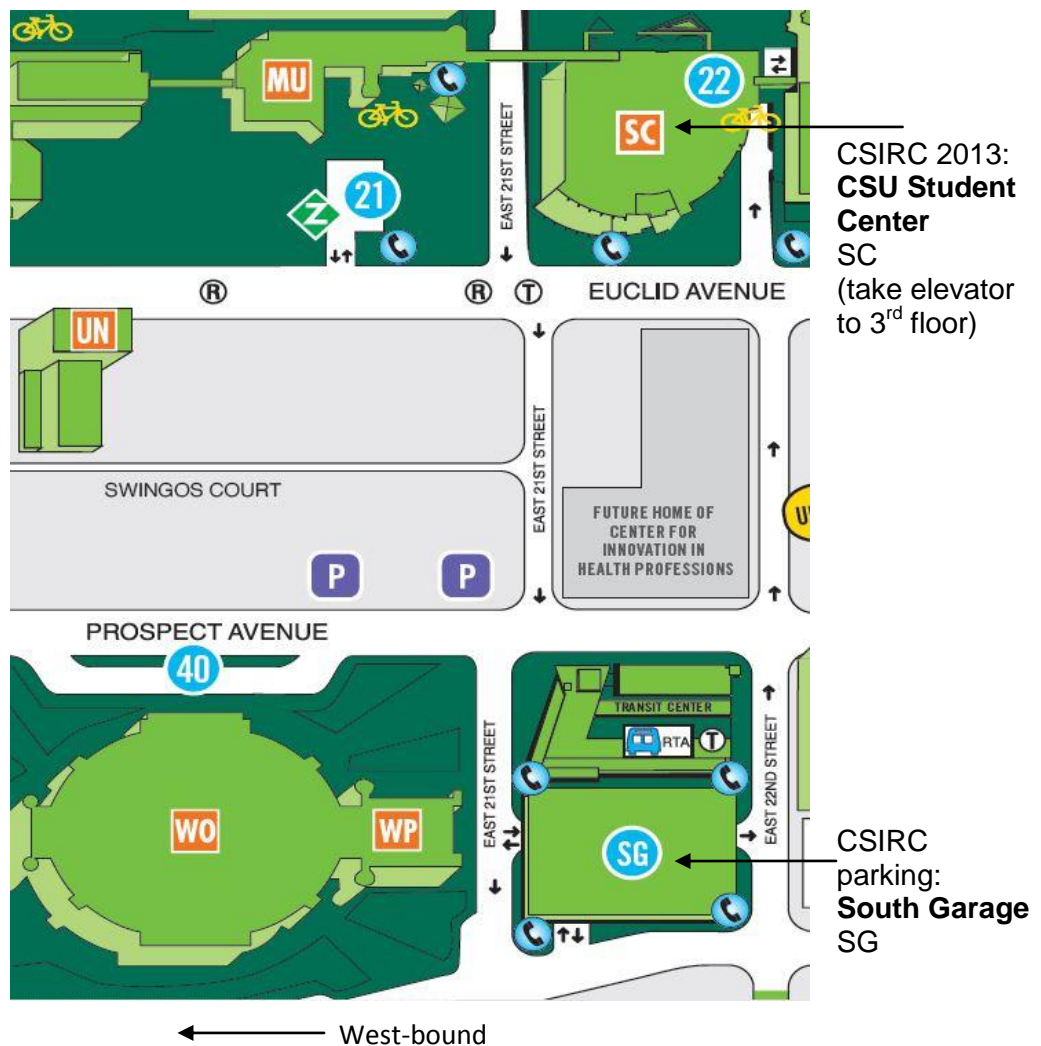 MU
22
SC
EAST 21ST STREET
21
Z
CSIRC 2013:
CSU Student
Center
SC
(take elevator
to 3rd floor)
R
R
T
EUCLID AVENUE
UN
EAST 21ST STREET
SWINGOS COURT
FUTURE HOME OF
CENTER FOR
INNOVATION IN
HEALTH PROFESSIONS
P
P
PROSPECT AVENUE
40
TRANSIT CENTER
RTA
T
EAST 21ST STREET
EAST 22ND STREET
WO
WP
SG
CSIRC
parking:
South Garage
SG
West-bound